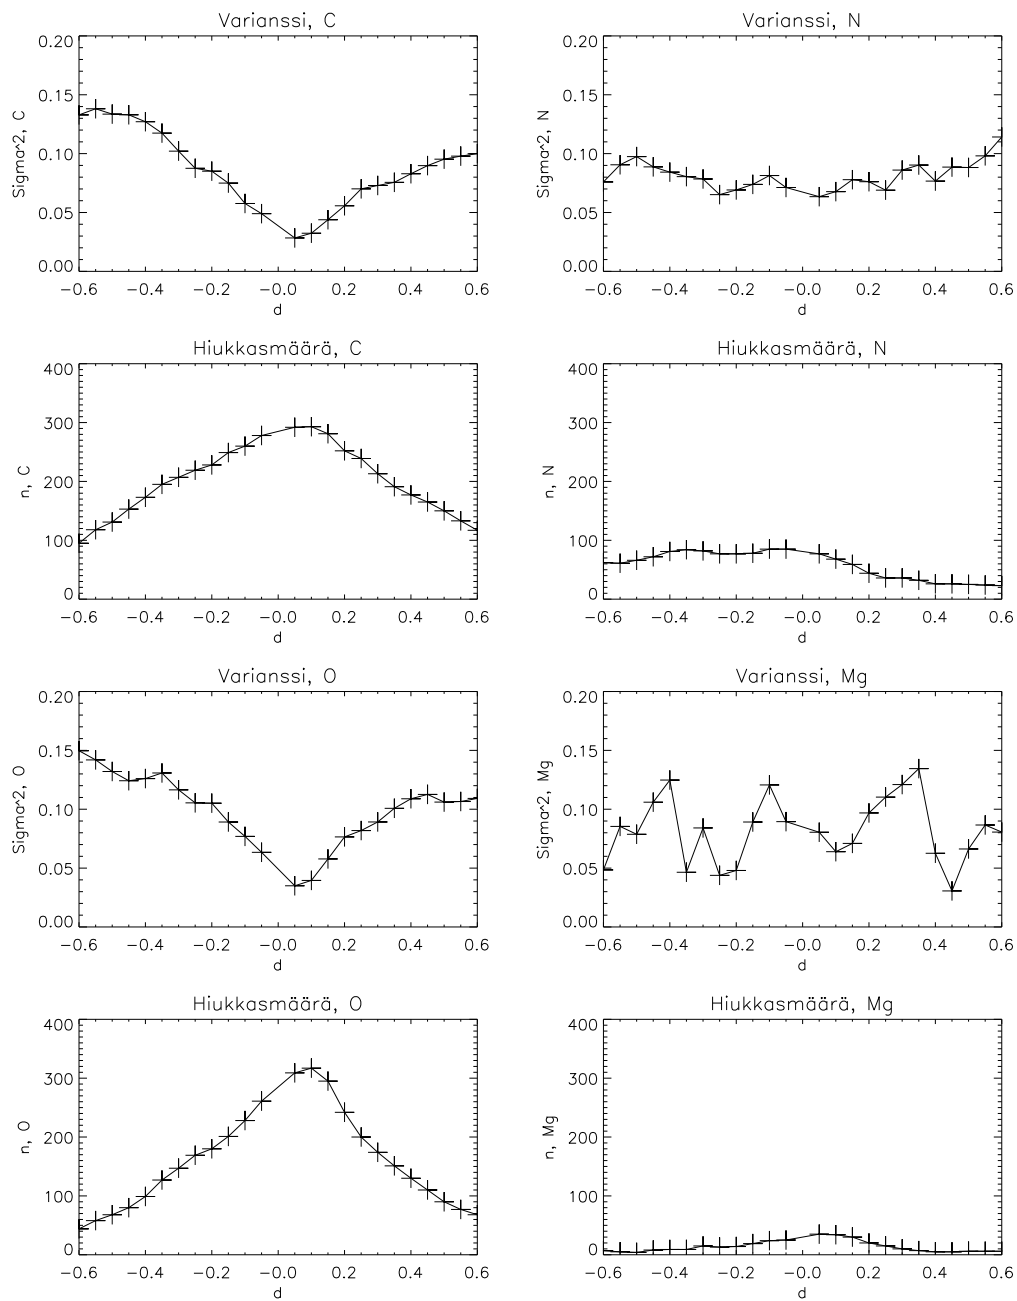 Varianssi, C
Sigma^2, C
0.20
0.15
0.10
0.05
0.00
−0.6 −0.4 −0.2 −0.0 0.2 0.4 0.6
d
Varianssi, N
Sigma^2, N
0.20
0.15
0.10
0.05
0.00
−0.6 −0.4 −0.2 −0.0 0.2 0.4 0.6
d
Hiukkasmäärä, C
n, C
400
300
200
100
0
−0.6 −0.4 −0.2 −0.0 0.2 0.4 0.6
d
Hiukkasmäärä, N
n, N
400
300
200
100
0
−0.6 −0.4 −0.2 −0.0 0.2 0.4 0.6
d
Varianssi, O
Sigma^2, O
0.20
0.15
0.10
0.05
0.00
−0.6 −0.4 −0.2 −0.0 0.2 0.4 0.6
d
Varianssi, Mg
Sigma^2, Mg
0.20
0.15
0.10
0.05
0.00
−0.6 −0.4 −0.2 −0.0 0.2 0.4 0.6
d
Hiukkasmäärä, O
n, O
400
300
200
100
0
−0.6 −0.4 −0.2 −0.0 0.2 0.4 0.6
d
Hiukkasmäärä, Mg
n, Mg
400
300
200
100
0
−0.6 −0.4 −0.2 −0.0 0.2 0.4 0.6
d